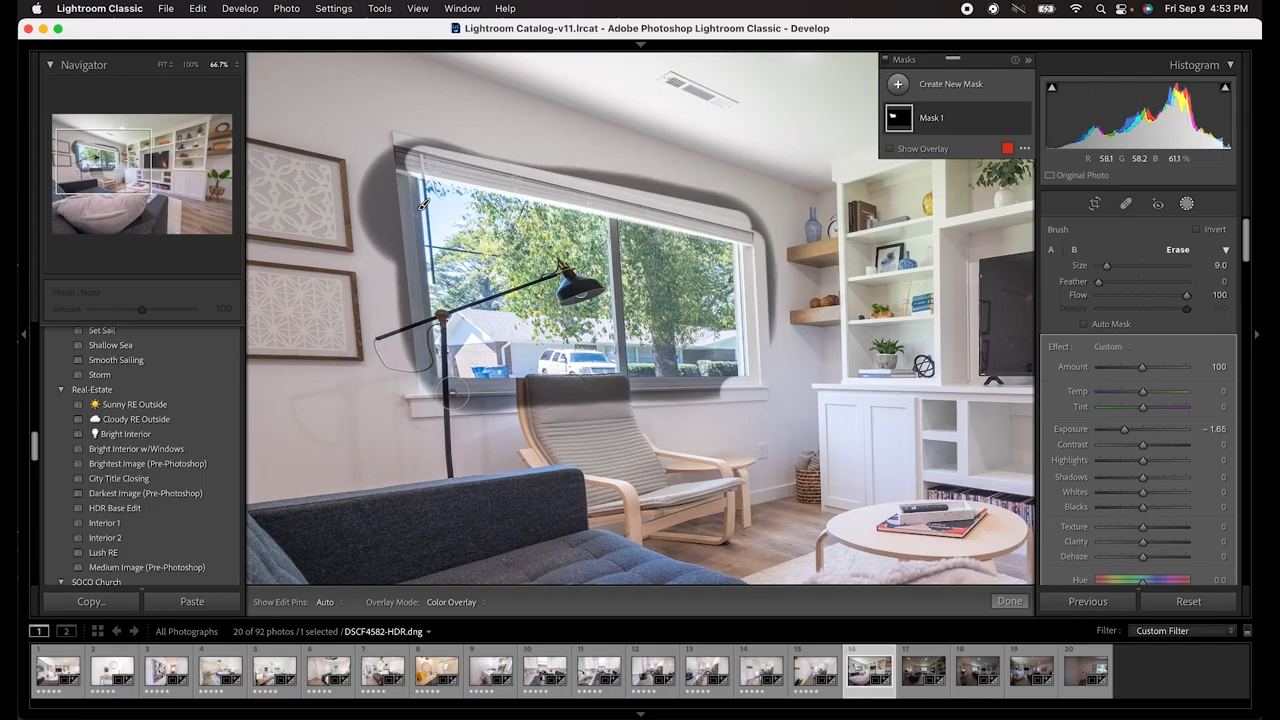 Lightroom Classic File Edit Develop Photo Settings Tools View Window Help Fri Sep 9 4:53 PM
Lightroom Catalog-v11.lrcat - Adobe Photoshop Lightroom Classic - Develop
Navigator FIT 100% 66.7%
Preset: None
Amount 100
Set Sail
Shallow Sea
Smooth Sailing
Storm
Real-Estate
Sunny RE Outside
Cloudy RE Outside
Bright Interior
Bright Interior w/Windows
Brightest Image (Pre-Photoshop)
City Title Closing
Darkest Image (Pre-Photoshop)
HDR Base Edit
Interior 1
Interior 2
Lush RE
Medium Image (Pre-Photoshop)
SOCO Church
Copy... Paste
Masks
Create New Mask
Mask 1
Show Overlay
Histogram
R 58.1 G 58.2 B 61.1 %
Original Photo
Brush Invert
A B Erase
Size 9.0
Feather 0
Flow 100
Density
Auto Mask
Effect: Custom
Amount 100
Temp 0
Tint 0
Exposure – 1.65
Contrast 0
Highlights 0
Shadows 0
Whites 0
Blacks 0
Texture 0
Clarity 0
Dehaze 0
Hue 0.0
Previous Reset
Show Edit Pins: Auto Overlay Mode: Color Overlay Done
1 2 All Photographs 20 of 92 photos /1 selected /DSCF4582-HDR.dng Filter : Custom Filter
1 2 3 4 5 6 7 8 9 10 11 12 13 14 15 16 17 18 19 20